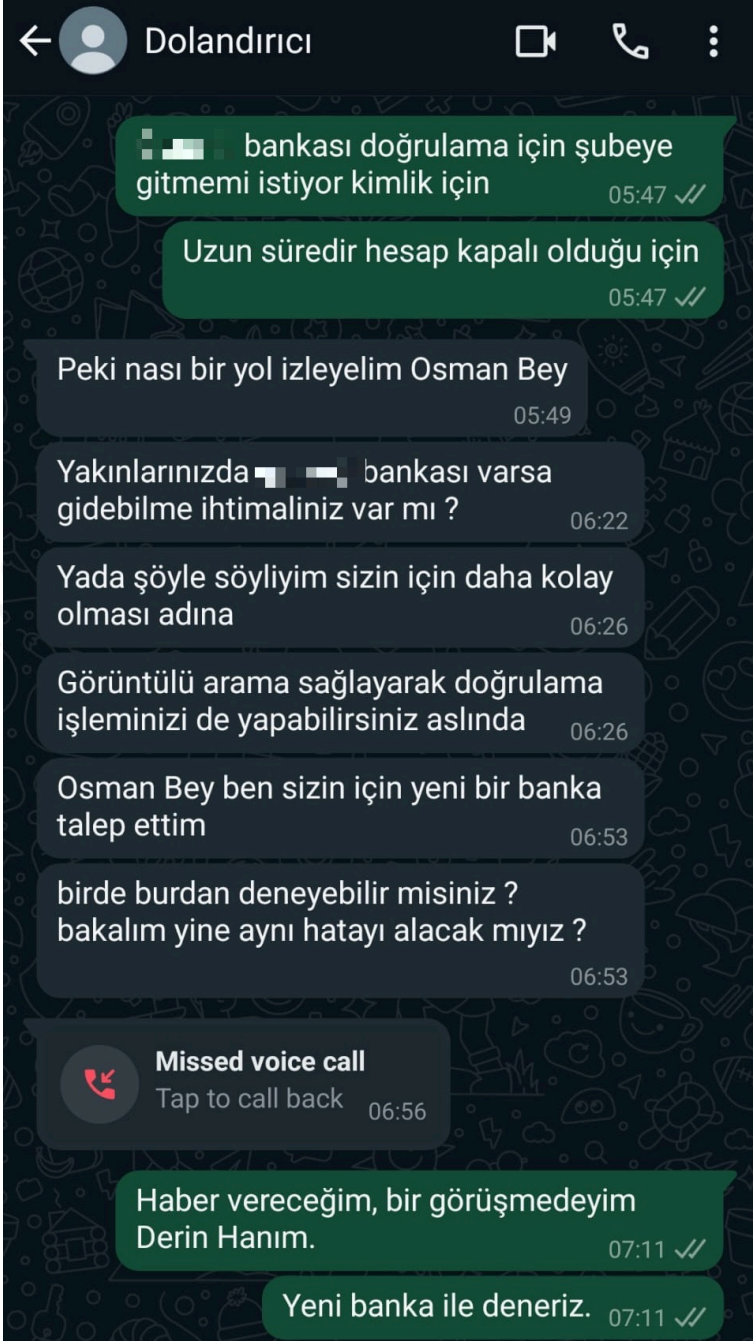 Dolandırıcı
bankası doğrulama için şubeye
gitmemi istiyor kimlik için
05:47
Uzun süredir hesap kapalı olduğu için
05:47
Peki nası bir yol izleyelim Osman Bey
05:49
Yakınlarınızda bankası varsa
gidebilme ihtimaliniz var mı ?
06:22
Yada şöyle söyliyim sizin için daha kolay
olması adına
06:26
Görüntülü arama sağlayarak doğrulama
işleminizi de yapabilirsiniz aslında
06:26
Osman Bey ben sizin için yeni bir banka
talep ettim
06:53
birde burdan deneyebilir misiniz ?
bakalım yine aynı hatayı alacak mıyız ?
06:53
Missed voice call
Tap to call back
06:56
Haber vereceğim, bir görüşmedeyim
Derin Hanım.
07:11
Yeni banka ile deneriz.
07:11